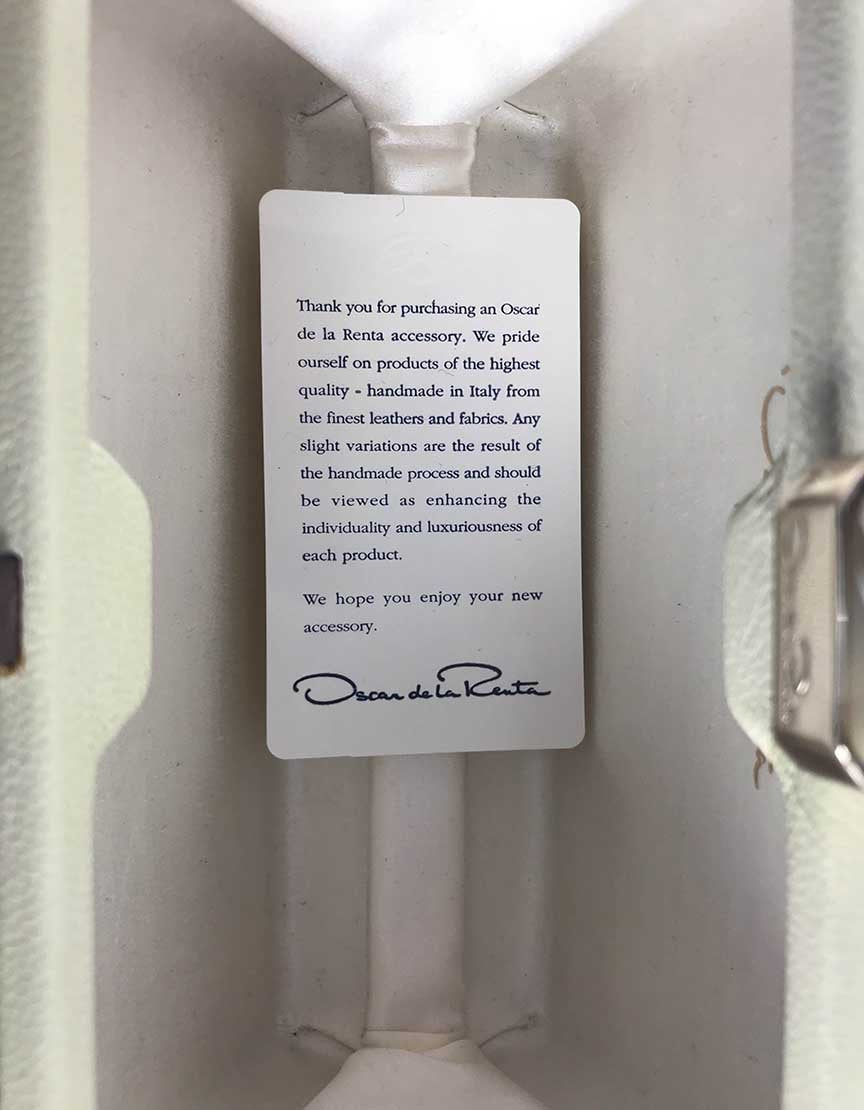 Thank you for purchasing an Oscar
de la Renta accessory. We pride
ourself on products of the highest
quality - handmade in Italy from
the finest leathers and fabrics. Any
slight variations are the result of
the handmade process and should
be viewed as enhancing the
individuality and luxuriousness of
each product.
We hope you enjoy your new
accessory.
Oscar de la Renta